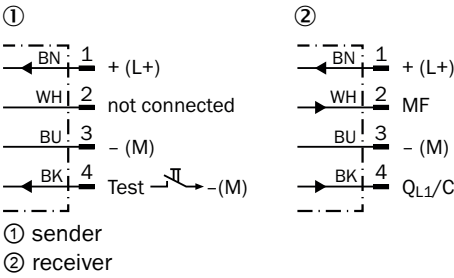 ① ②
BN 1 + (L+)
WH 2 not connected
BU 3 – (M)
BK 4 Test –(M)
BN 1 + (L+)
WH 2 MF
BU 3 – (M)
BK 4 QL1/C
① sender
② receiver